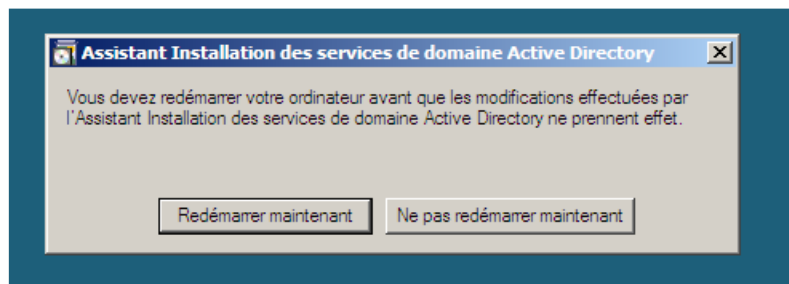 Assistant Installation des services de domaine Active Directory
Vous devez redémarrer votre ordinateur avant que les modifications effectuées par
l'Assistant Installation des services de domaine Active Directory ne prennent effet.
Redémarrer maintenant
Ne pas redémarrer maintenant